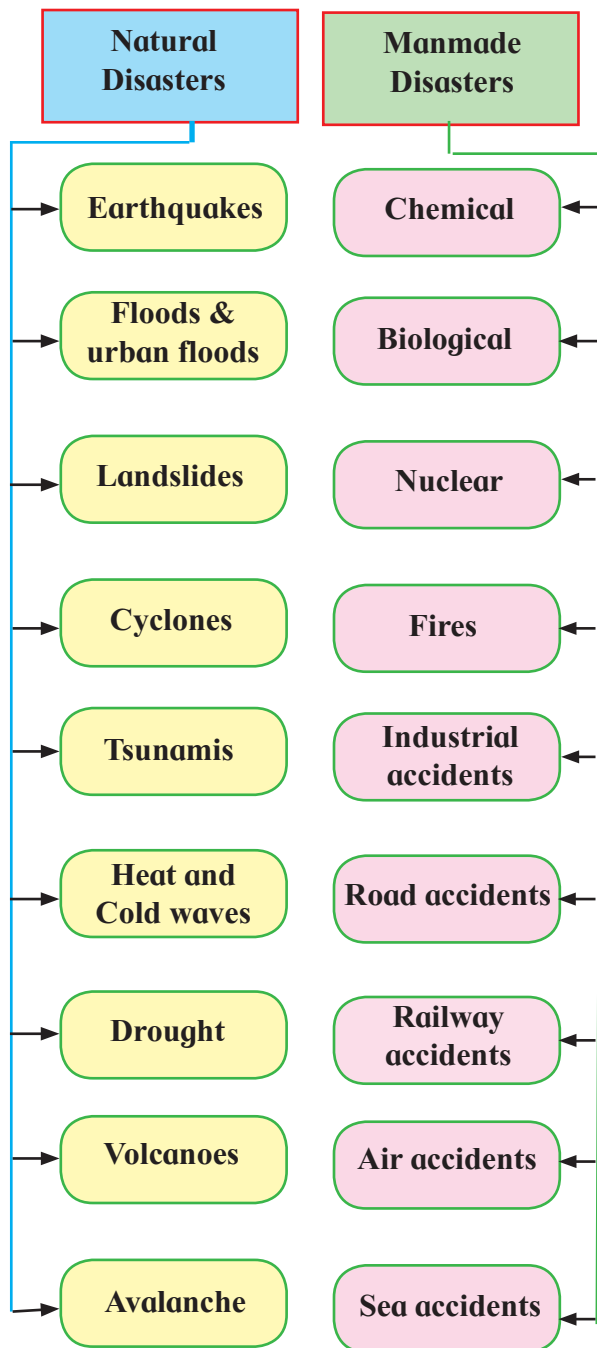 Natural
Disasters
Earthquakes
Floods &
urban floods
Landslides
Cyclones
Tsunamis
Heat and
Cold waves
Drought
Volcanoes
Avalanche
Manmade
Disasters
Chemical
Biological
Nuclear
Fires
Industrial
accidents
Road accidents
Railway
accidents
Air accidents
Sea accidents